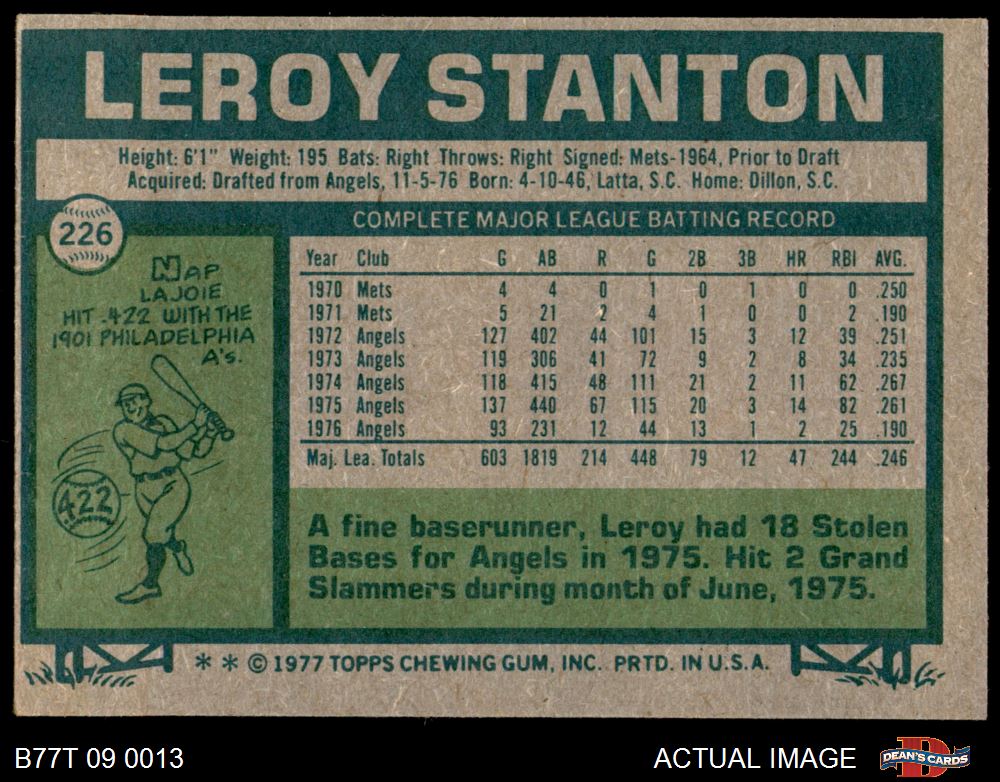 LEROY STANTON
Height: 6'1" Weight: 195 Bats: Right Throws: Right Signed: Mets-1964, Prior to Draft
Acquired: Drafted from Angels, 11-5-76 Born: 4-10-46, Latta, S.C. Home: Dillon, S.C.
226
COMPLETE MAJOR LEAGUE BATTING RECORD
NAP
LAJOIE
HIT .422 WITH THE
1901 PHILADELPHIA
A's.
.422
Year Club G AB R G 2B 3B HR RBI AVG.
1970 Mets 4 4 0 1 0 1 0 0 .250
1971 Mets 5 21 2 4 1 0 0 2 .190
1972 Angels 127 402 44 101 15 3 12 39 .251
1973 Angels 119 306 41 72 9 2 8 34 .235
1974 Angels 118 415 48 111 21 2 11 62 .267
1975 Angels 137 440 67 115 20 3 14 82 .261
1976 Angels 93 231 12 44 13 1 2 25 .190
Maj. Lea. Totals 603 1819 214 448 79 12 47 244 .246
A fine baserunner, Leroy had 18 Stolen
Bases for Angels in 1975. Hit 2 Grand
Slammers during month of June, 1975.
* * © 1977 TOPPS CHEWING GUM, INC. PRTD. IN U.S.A.
B77T 09 0013
ACTUAL IMAGE
D
DEAN'S CARDS